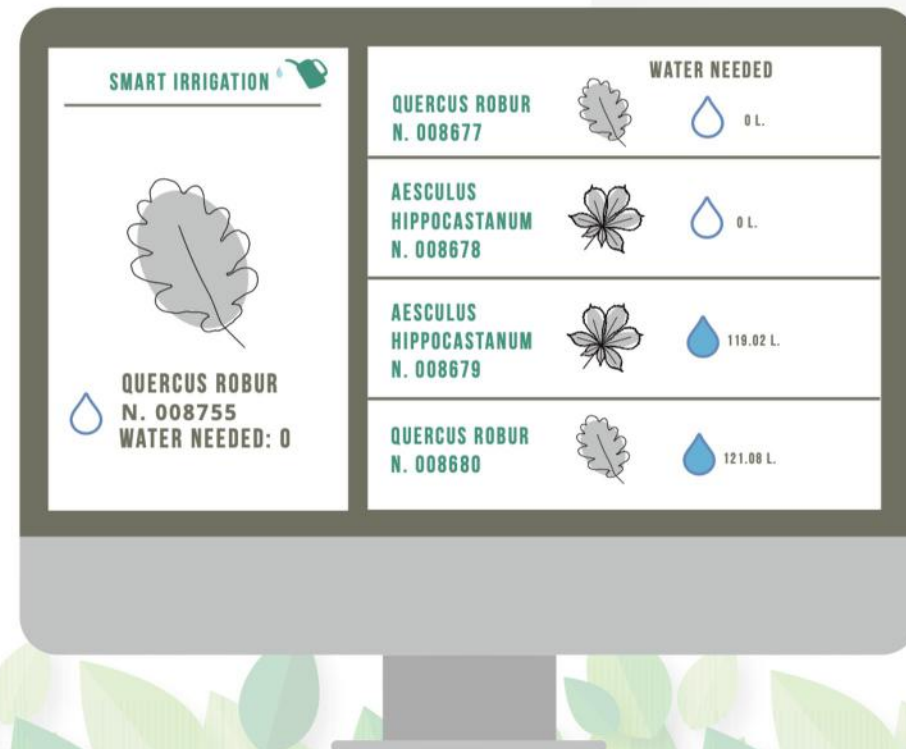 SMART IRRIGATION
QUERCUS ROBUR
N. 008755
WATER NEEDED: 0
WATER NEEDED
QUERCUS ROBUR
N. 008677
0 L.
AESCULUS
HIPPOCASTANUM
N. 008678
0 L.
AESCULUS
HIPPOCASTANUM
N. 008679
119.02 L.
QUERCUS ROBUR
N. 008680
121.08 L.